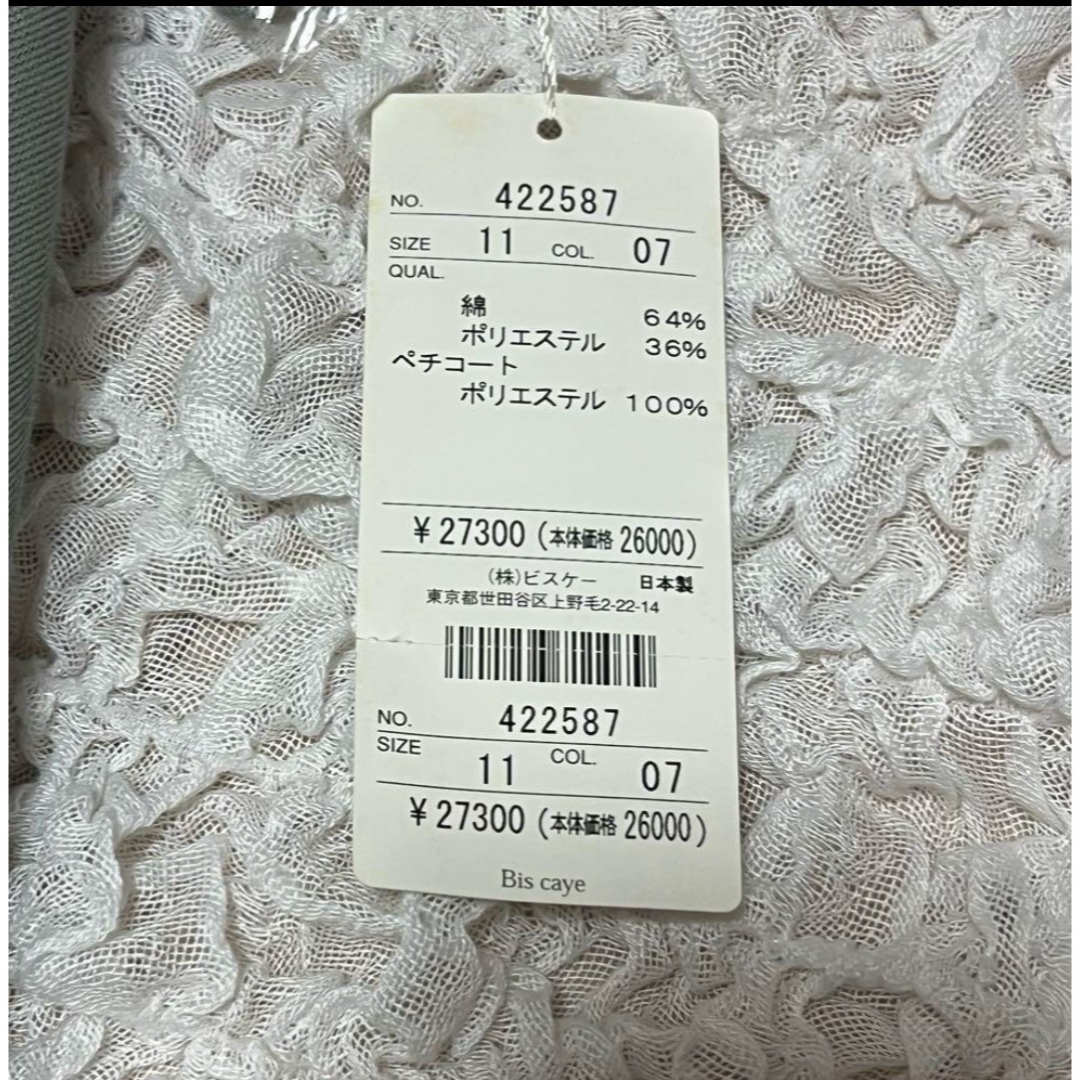 NO. 422587
SIZE 11 COL. 07
QUAL.
綿 64%
ポリエステル 36%
ペチコート
ポリエステル 100%
¥27300 (本体価格 26000)
(株)ビスケー 日本製
東京都世田谷区上野毛2-22-14
NO. 422587
SIZE 11 COL. 07
¥27300 (本体価格 26000)
Bis caye